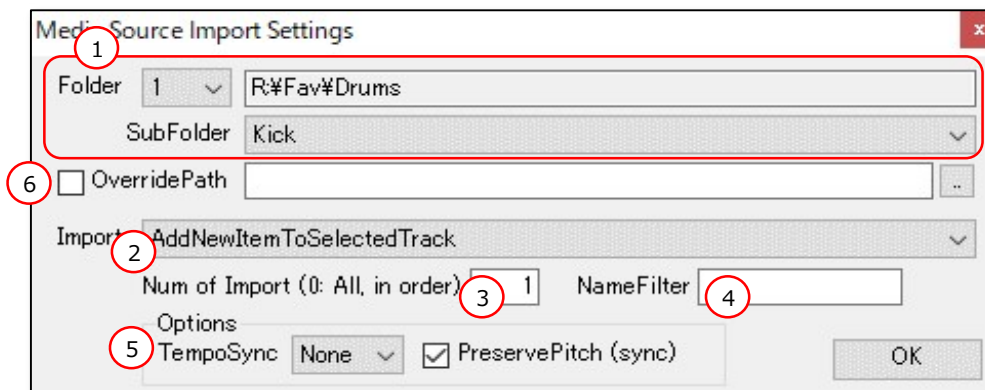 Media Source Import Settings x
1
Folder 1 R:¥Fav¥Drums
SubFolder Kick
6 OverridePath ..
Import AddNewItemToSelectedTrack
2
Num of Import (0: All, in order) 3 1 NameFilter 4
Options
5 TempoSync None PreservePitch (sync) OK